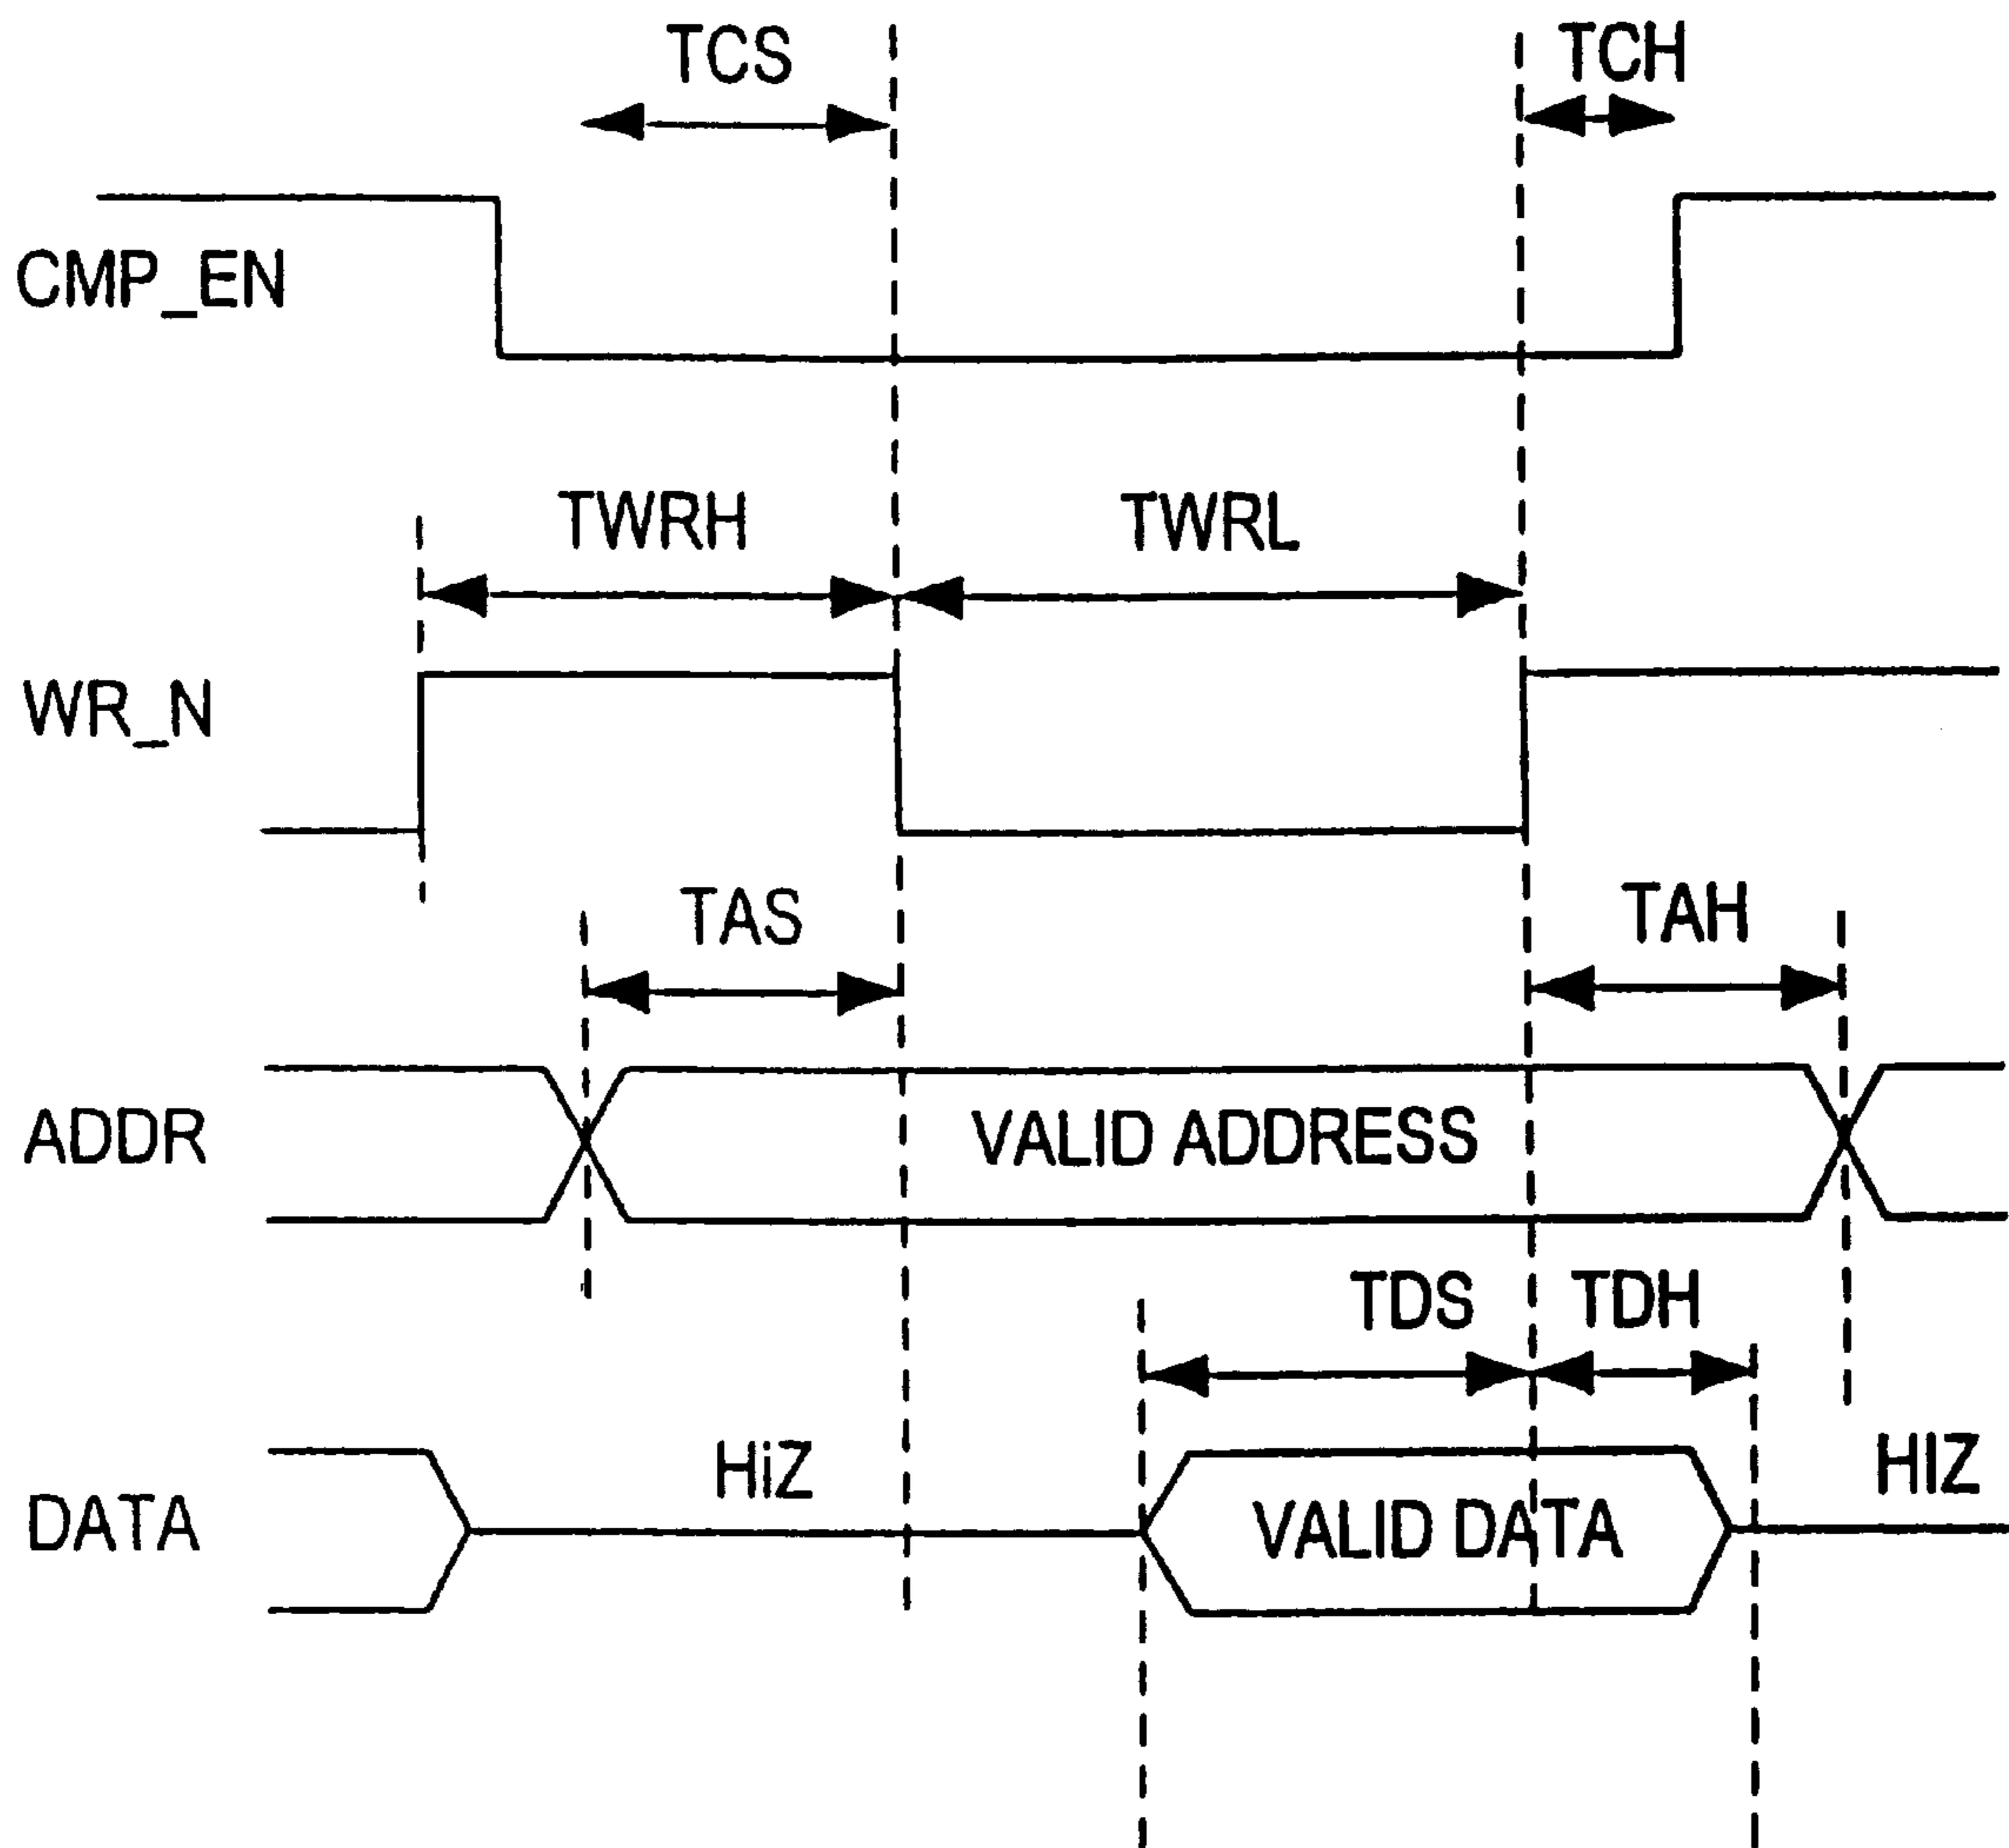 TCS TCH
CMP_EN
TWRH TWRL
WR_N
TAS TAH
ADDR VALID ADDRESS
TDS TDH
HiZ HIZ
DATA VALID DATA